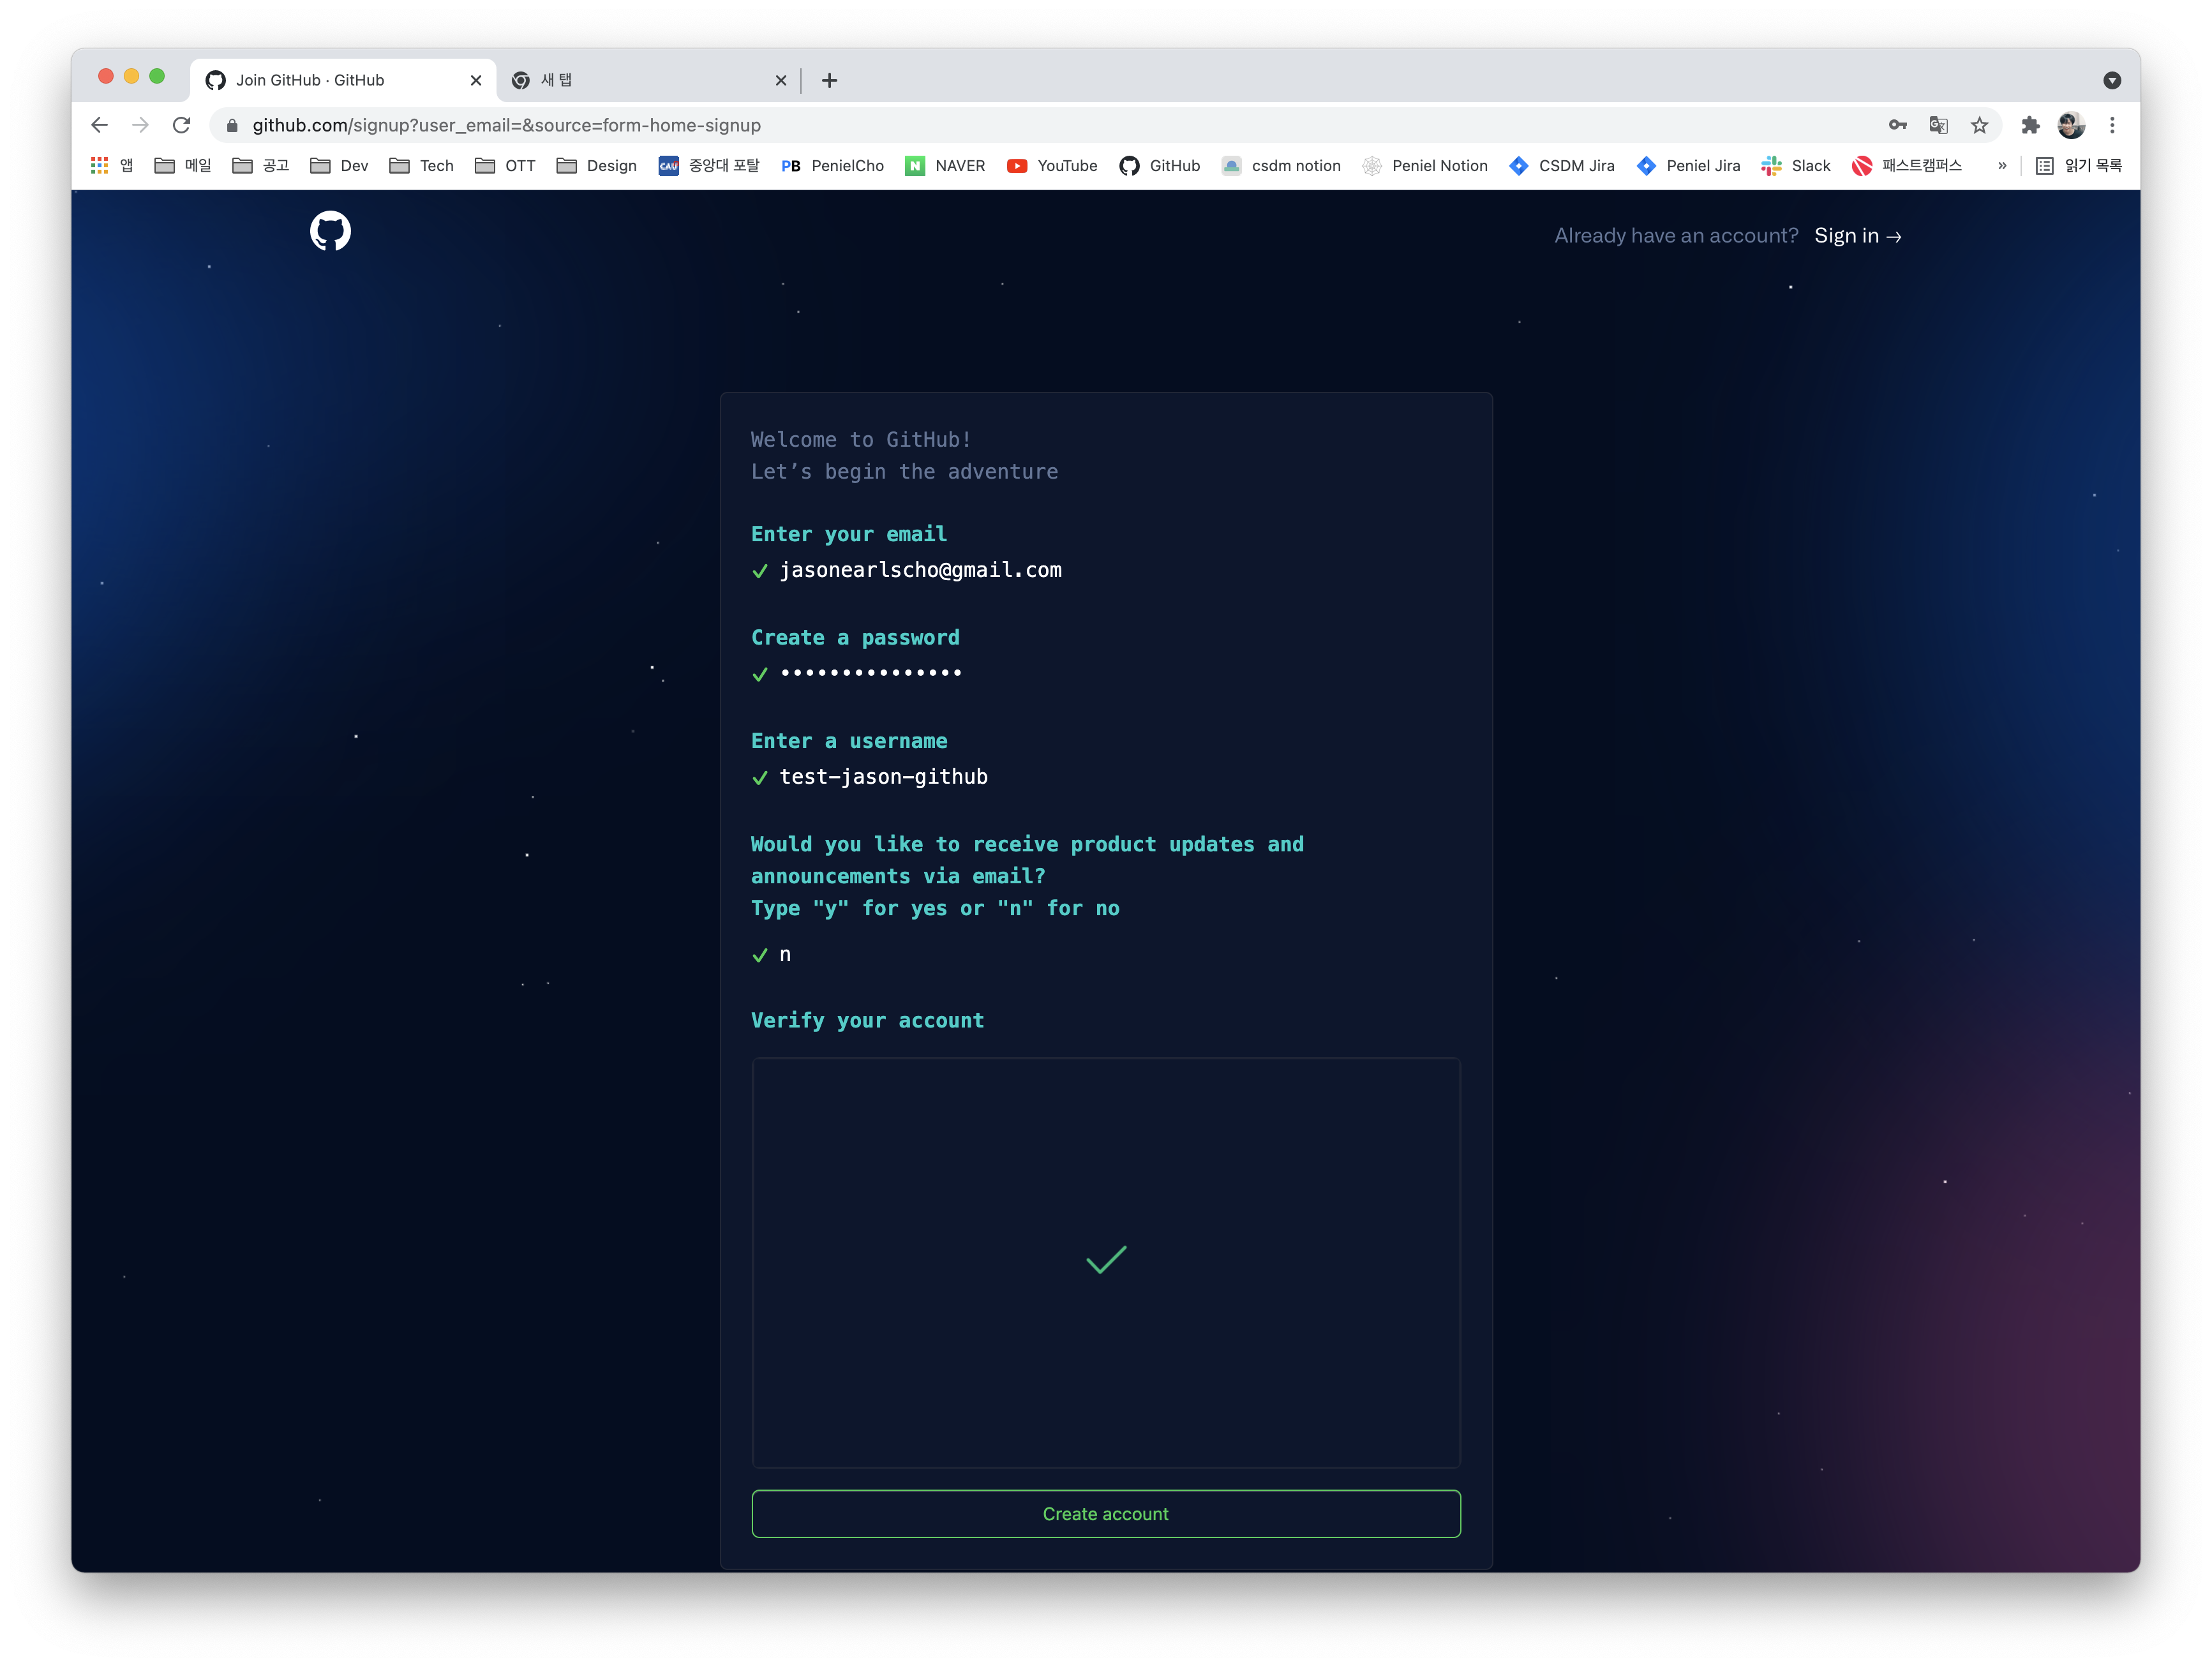 Join GitHub · GitHub
새 탭
github.com/signup?user_email=&source=form-home-signup
앱 메일 공고 Dev Tech OTT Design CAU 중앙대 포탈 PB PenielCho N NAVER YouTube GitHub csdm notion Peniel Notion CSDM Jira Peniel Jira Slack 패스트캠퍼스 » 읽기 목록
Already have an account? Sign in →
Welcome to GitHub!
Let’s begin the adventure
Enter your email
jasonearlscho@gmail.com
Create a password
•••••••••••••••
Enter a username
test-jason-github
Would you like to receive product updates and
announcements via email?
Type "y" for yes or "n" for no
n
Verify your account
Create account